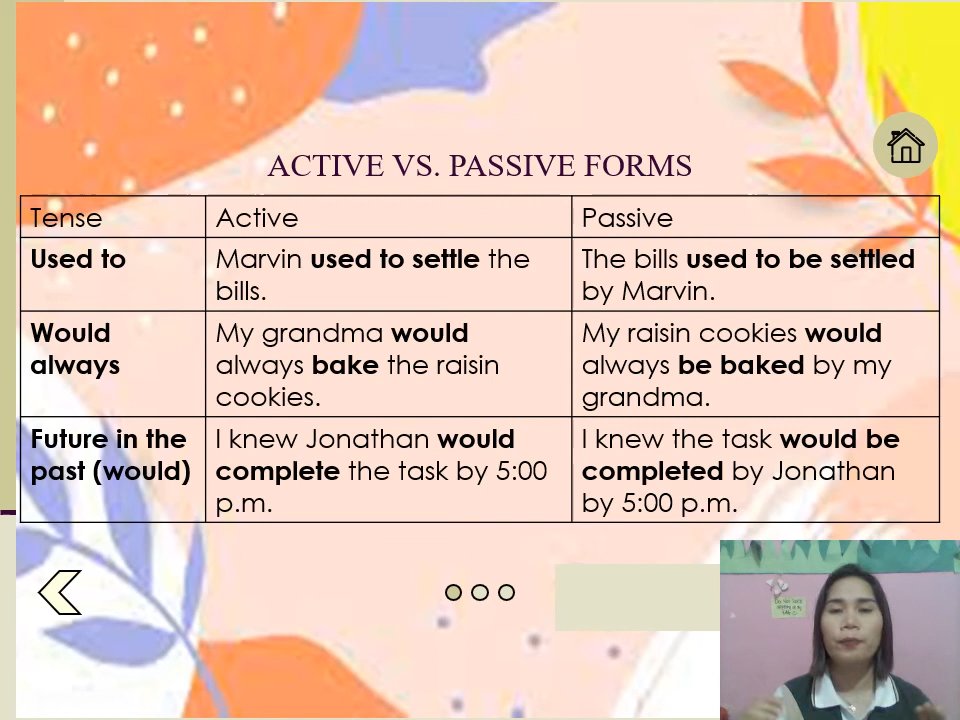 ACTIVE VS. PASSIVE FORMS
Tense
Active
Passive
Used to
Marvin used to settle the
bills.
The bills used to be settled
by Marvin.
Would
always
My grandma would
always bake the raisin
cookies.
My raisin cookies would
always be baked by my
grandma.
Future in the
past (would)
I knew Jonathan would
complete the task by 5:00
p.m.
I knew the task would be
completed by Jonathan
by 5:00 p.m.